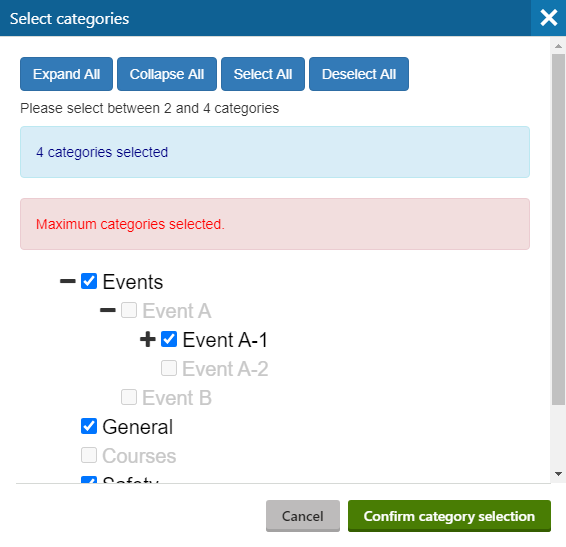 Select categories
Expand All Collapse All Select All Deselect All
Please select between 2 and 4 categories
4 categories selected
Maximum categories selected.
Events
Event A
Event A-1
Event A-2
Event B
General
Courses
Safety
Cancel Confirm category selection